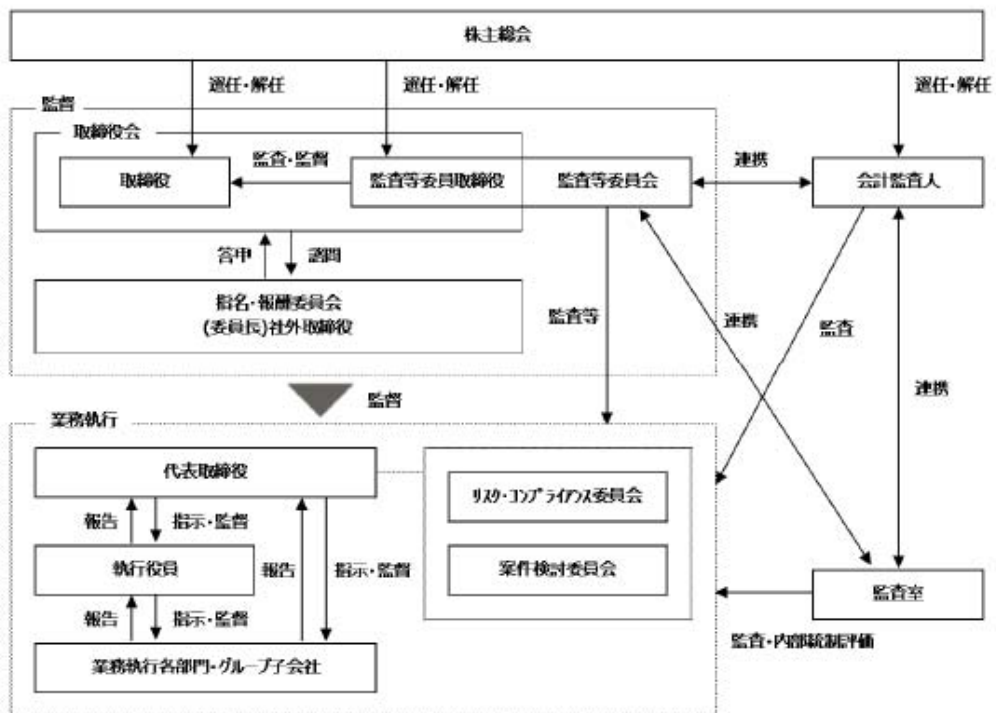 株主総会
選任・解任
選任・解任
選任・解任
監督
取締役会
取締役
監査・監督
監査等委員取締役
監査等委員会
連携
会計監査人
答申
諮問
指名・報酬委員会
(委員長)社外取締役
監査等
連携
監査
連携
監督
業務執行
代表取締役
リスク・コンプライアンス委員会
報告
指示・監督
執行役員
報告
指示・監督
案件検討委員会
監査室
報告
指示・監督
監査・内部統制評価
業務執行各部門・グループ子会社